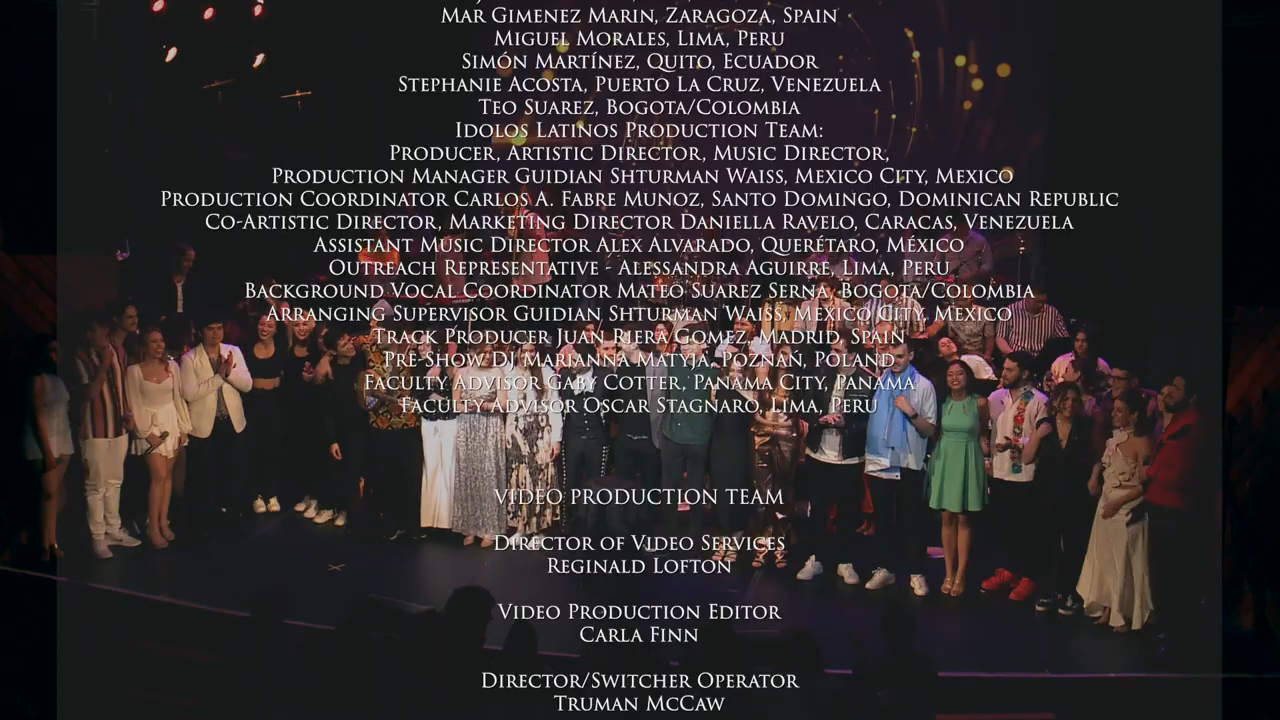 Mar Gimenez Marin, Zaragoza, Spain
Miguel Morales, Lima, Peru
Simón Martínez, Quito, Ecuador
Stephanie Acosta, Puerto La Cruz, Venezuela
Teo Suarez, Bogota/Colombia
Idolos Latinos Production Team:
Producer, Artistic Director, Music Director,
Production Manager Guidian Shturman Waiss, Mexico City, Mexico
Production Coordinator Carlos A. Fabre Munoz, Santo Domingo, Dominican Republic
Co-Artistic Director, Marketing Director Daniella Ravelo, Caracas, Venezuela
Assistant Music Director Alex Alvarado, Querétaro, México
Outreach Representative - Alessandra Aguirre, Lima, Peru
Background Vocal Coordinator Mateo Suarez Serna, Bogota/Colombia
Arranging Supervisor Guidian Shturman Waiss, Mexico City, Mexico
Track Producer Juan Riera Gomez, Madrid, Spain
Pre-Show DJ Marianna Matyja, Poznań, Poland
Faculty Advisor Gaby Cotter, Panama City, Panama
Faculty Advisor Oscar Stagnaro, Lima, Peru
VIDEO PRODUCTION TEAM
Director of Video Services
Reginald Lofton
Video Production Editor
Carla Finn
Director/Switcher Operator
Truman McCaw